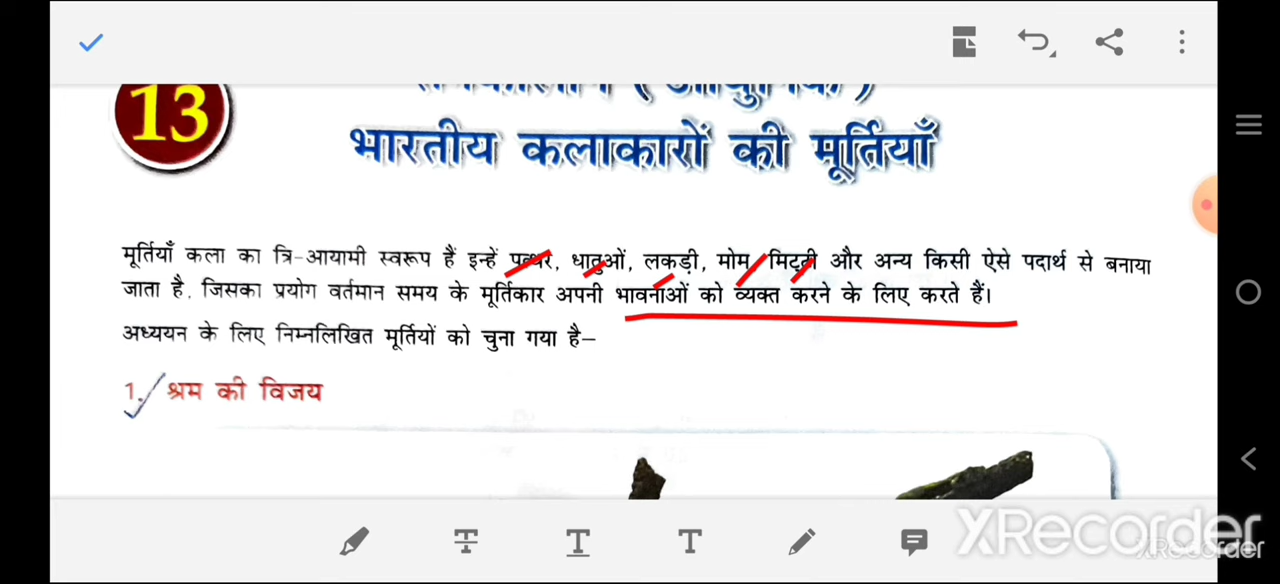 13
भारतीय कलाकारों की मूर्तियाँ
मूर्तियाँ कला का त्रि-आयामी स्वरूप हैं इन्हें पत्थर, धातुओं, लकड़ी, मोम, मिट्टी और अन्य किसी ऐसे पदार्थ से बनाया
जाता है, जिसका प्रयोग वर्तमान समय के मूर्तिकार अपनी भावनाओं को व्यक्त करने के लिए करते हैं।
अध्ययन के लिए निम्नलिखित मूर्तियों को चुना गया है–
1. श्रम की विजय
T T T
XRecorder
XRecorder